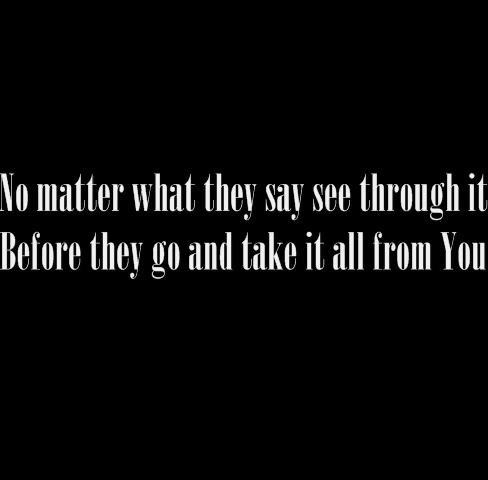 No matter what they say see through it
Before they go and take it all from You